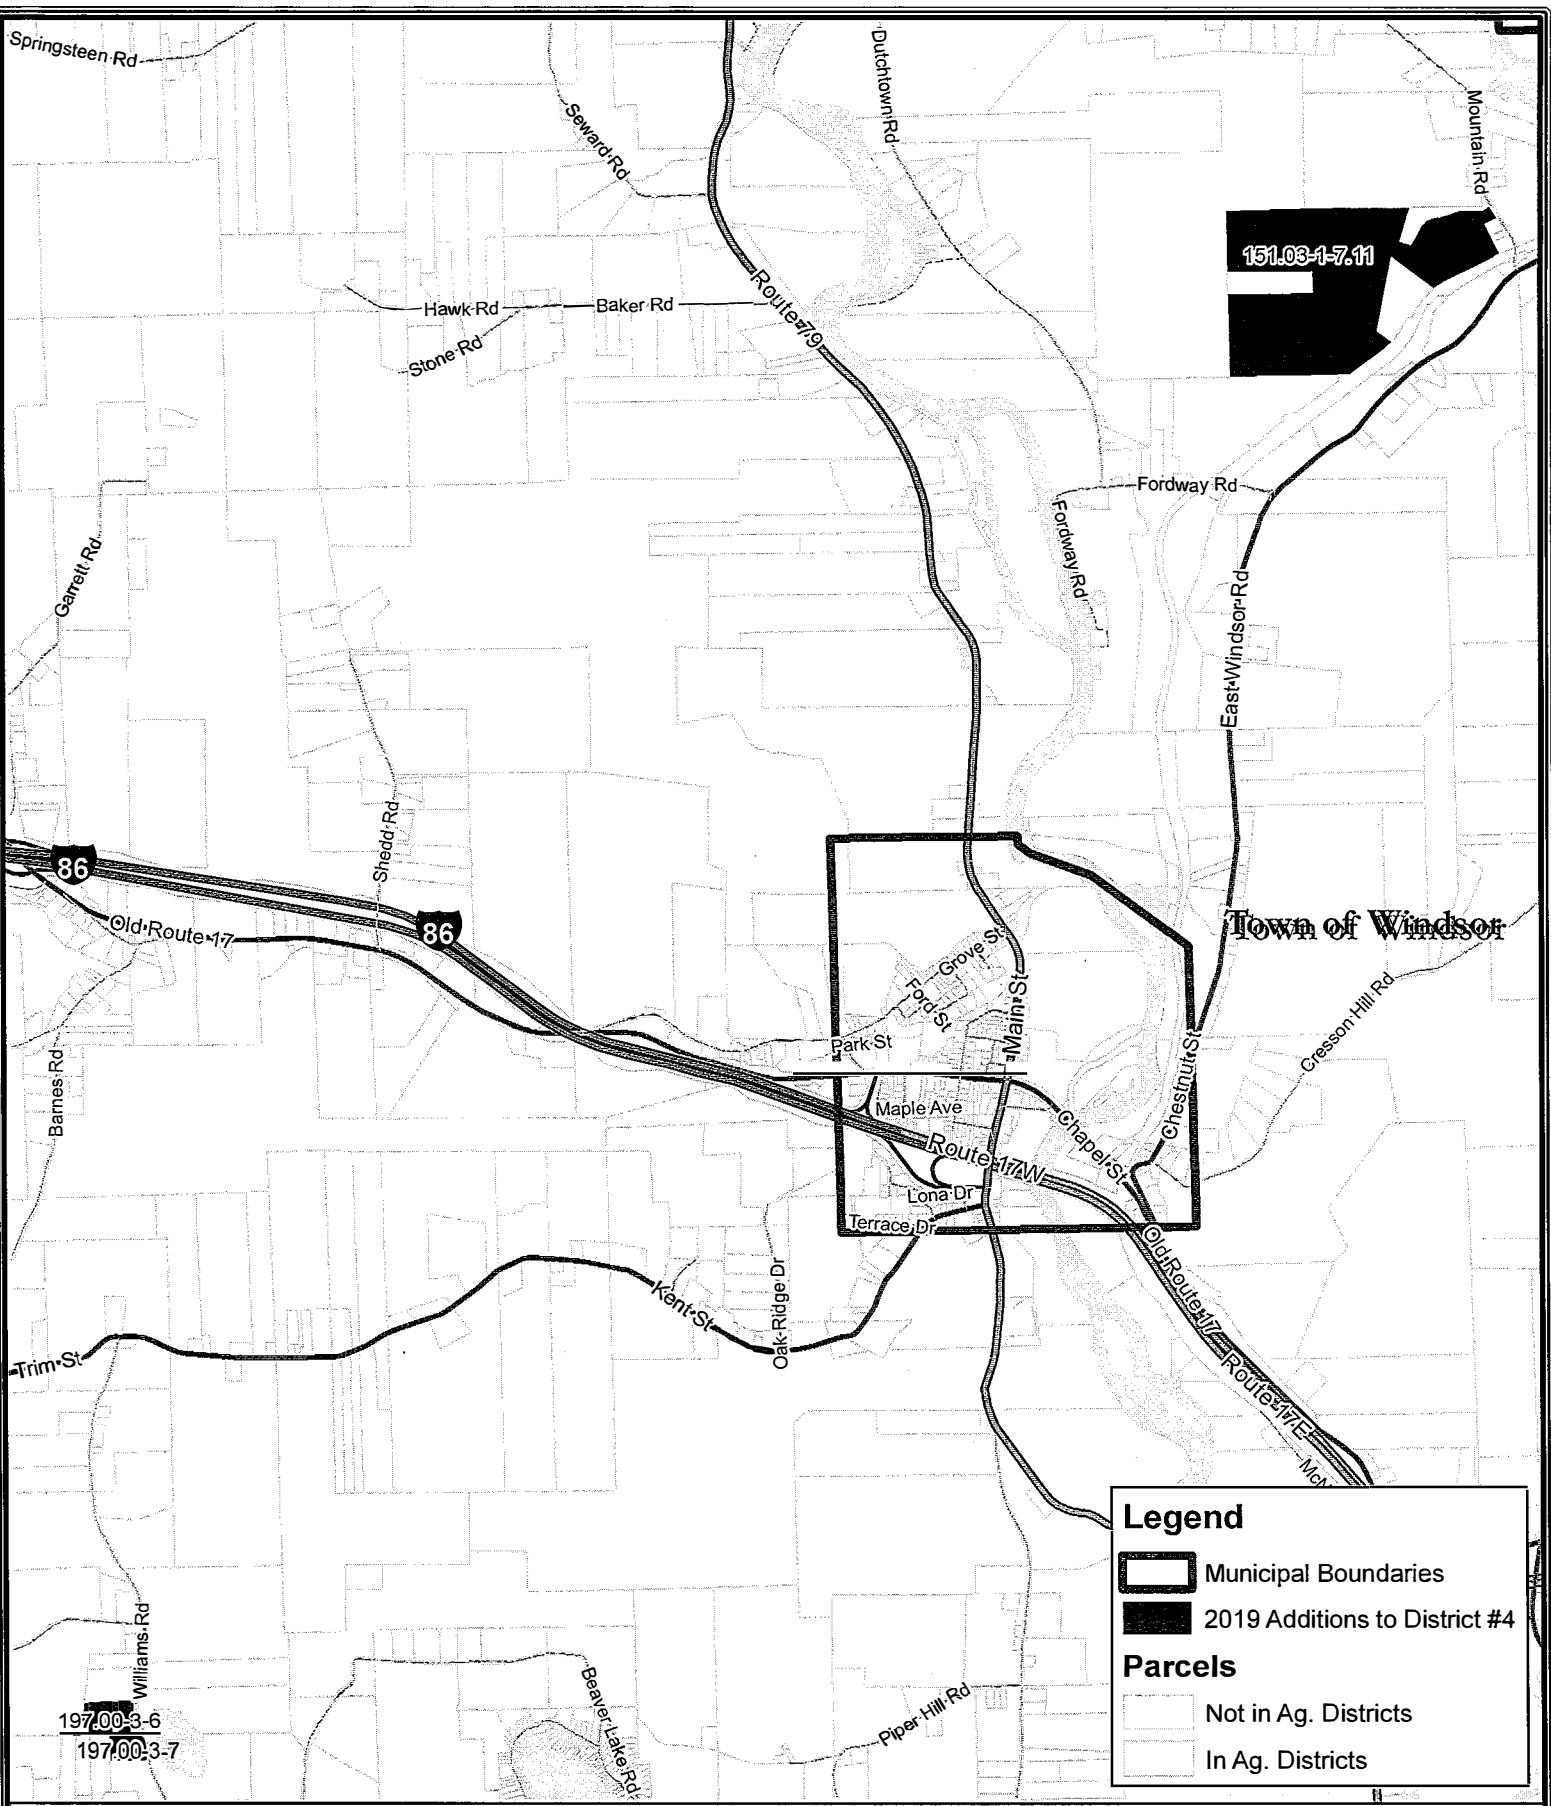 Springsteen Rd
Seward Rd
Dutchtown Rd
Mountain Rd
151.03-1-7.11
Hawk Rd
Baker Rd
Route 79
Stone Rd
Fordway Rd
Fordway Rd
Garrett Rd
East Windsor Rd
Shedd Rd
86
86
Old Route 17
Town of Windsor
Grove St
Ford St
Main St
Cresson Hill Rd
Park St
Chestnut St
Barnes Rd
Maple Ave
Chapel St
Route 17 W
Lona Dr
Terrace Dr
Old Route 17
Oak Ridge Dr
Kent St
Trim St
Route 17 E
Legend
Municipal Boundaries
2019 Additions to District #4
Parcels
Not in Ag. Districts
In Ag. Districts
Williams Rd
Beaver Lake Rd
Piper Hill Rd
197.00-3-6
197.00-3-7